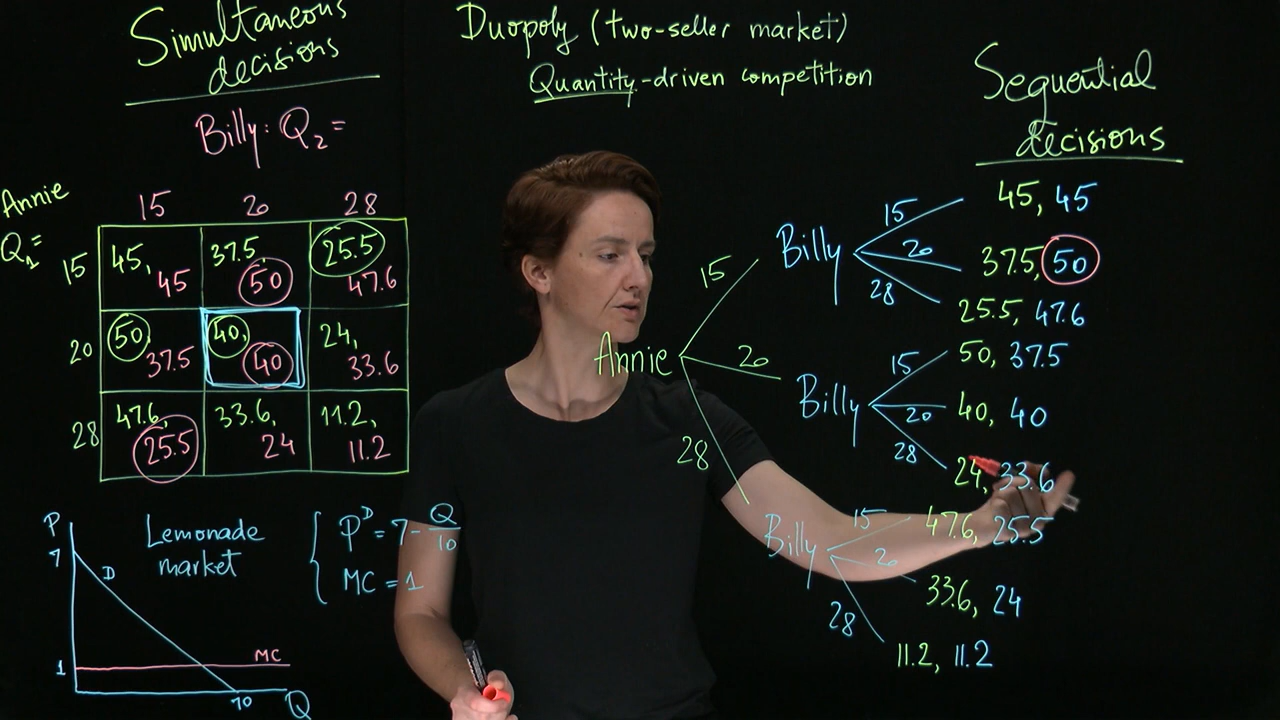 Simultaneous
decisions
Billy: Q2=
Annie
Q1=
15 20 28
15 45, 45 37.5, 50 25.5 47.6
20 50, 37.5 40, 40 24, 33.6
28 47.6, 25.5 33.6, 24 11.2, 11.2
P
7
D
1
MC
10
Q
Lemonade
market
P^D = 7 - Q/10
MC = 1
Duopoly (two-seller market)
Quantity-driven competition
Sequential
decisions
Annie
15
20
28
Billy
15 45, 45
20 37.5, 50
28 25.5, 47.6
Billy
15 50, 37.5
20 40, 40
28 24, 33.6
Billy
15 47.6, 25.5
20 33.6, 24
28 11.2, 11.2